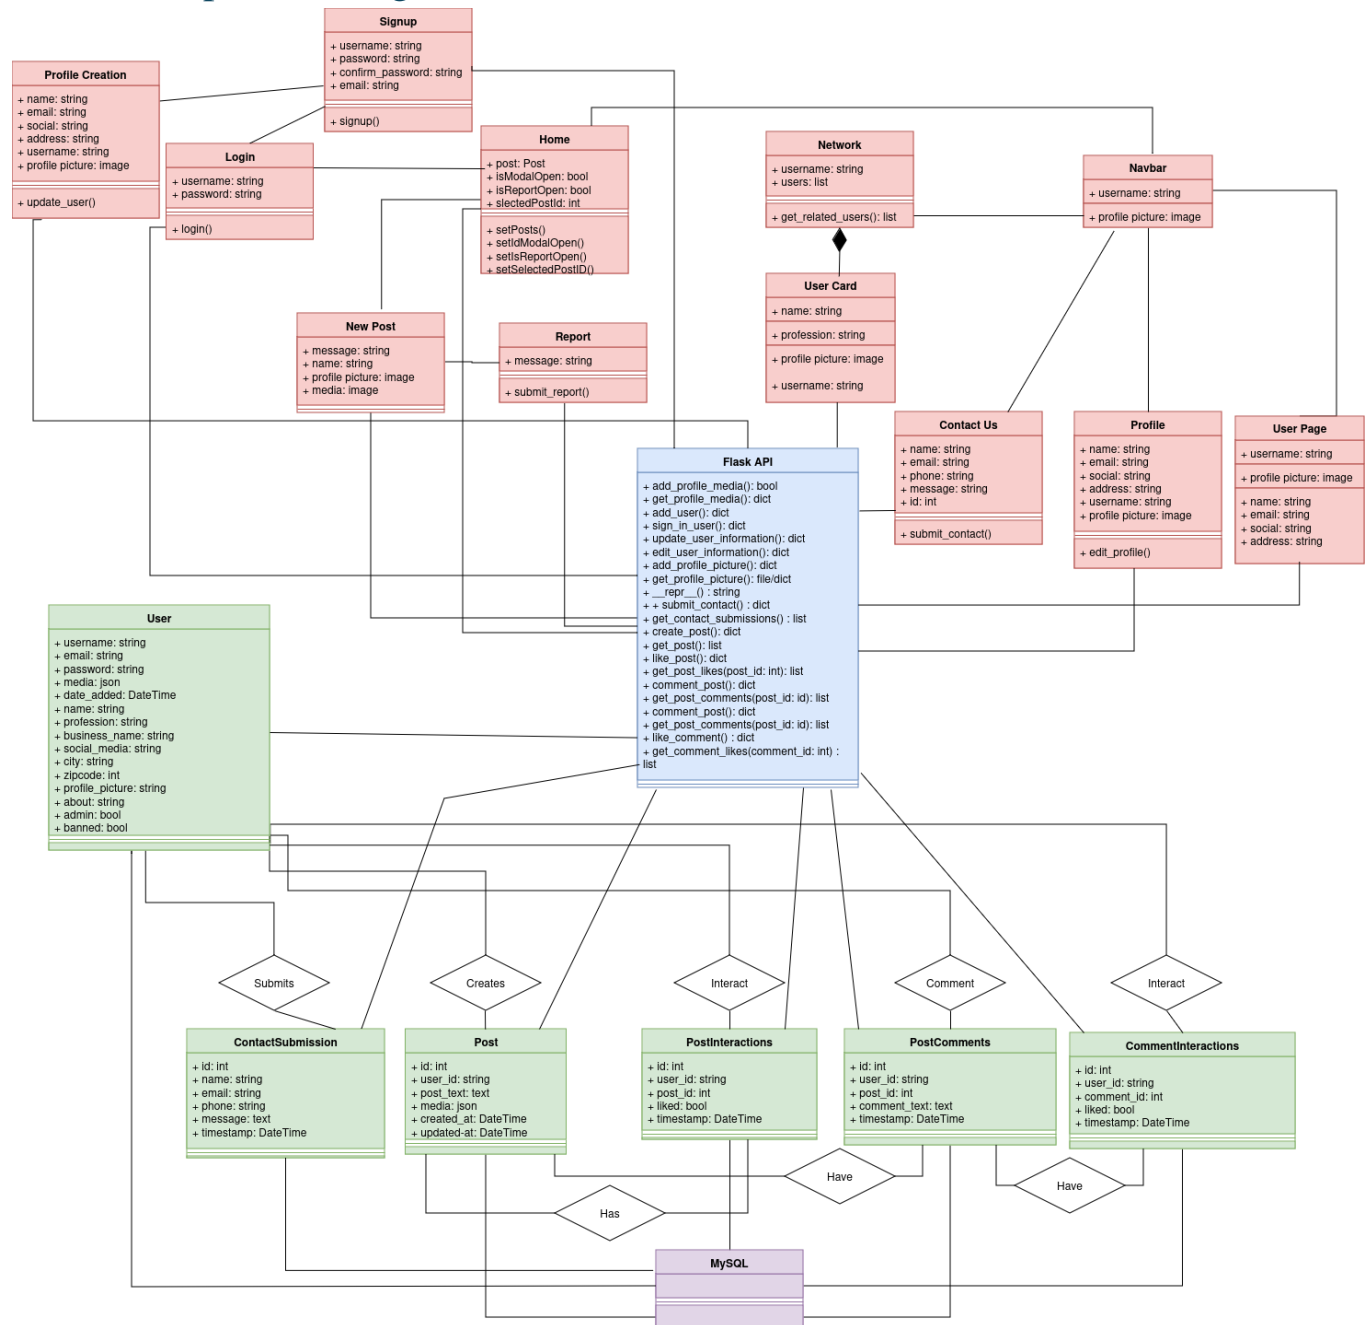 Signup
+ username: string
+ password: string
+ confirm_password: string
+ email: string
+ signup()
Profile Creation
+ name: string
+ email: string
+ social: string
+ address: string
+ username: string
+ profile picture: image
+ update_user()
Login
+ username: string
+ password: string
+ login()
Home
+ post: Post
+ isModalOpen: bool
+ isReportOpen: bool
+ slectedPostId: int
+ setPosts()
+ setIdModalOpen()
+ setIsReportOpen()
+ setSelectedPostID()
Network
+ username: string
+ users: list
+ get_related_users(): list
Navbar
+ username: string
+ profile picture: image
User Card
+ name: string
+ profession: string
+ profile picture: image
+ username: string
New Post
+ message: string
+ name: string
+ profile picture: image
+ media: image
Report
+ message: string
+ submit_report()
Contact Us
+ name: string
+ email: string
+ phone: string
+ message: string
+ id: int
+ submit_contact()
Profile
+ name: string
+ email: string
+ social: string
+ address: string
+ username: string
+ profile picture: image
+ edit_profile()
User Page
+ username: string
+ profile picture: image
+ name: string
+ email: string
+ social: string
+ address: string
Flask API
+ add_profile_media(): bool
+ get_profile_media(): dict
+ add_user(): dict
+ sign_in_user(): dict
+ update_user_information(): dict
+ edit_user_information(): dict
+ add_profile_picture(): dict
+ get_profile_picture(): file/dict
+ __repr__() : string
+ + submit_contact() : dict
+ get_contact_submissions() : list
+ create_post(): dict
+ get_post(): list
+ like_post(): dict
+ get_post_likes(post_id: int): list
+ comment_post(): dict
+ get_post_comments(post_id: id): list
+ comment_post(): dict
+ get_post_comments(post_id: id): list
+ like_comment() : dict
+ get_comment_likes(comment_id: int) :
list
User
+ username: string
+ email: string
+ password: string
+ media: json
+ date_added: DateTime
+ name: string
+ profession: string
+ business_name: string
+ social_media: string
+ city: string
+ zipcode: int
+ profile_picture: string
+ about: string
+ admin: bool
+ banned: bool
Submits
Creates
Interact
Comment
Interact
ContactSubmission
+ id: int
+ name: string
+ email: string
+ phone: string
+ message: text
+ timestamp: DateTime
Post
+ id: int
+ user_id: string
+ post_text: text
+ media: json
+ created_at: DateTime
+ updated-at: DateTime
PostInteractions
+ id: int
+ user_id: string
+ post_id: int
+ liked: bool
+ timestamp: DateTime
PostComments
+ id: int
+ user_id: string
+ post_id: int
+ comment_text: text
+ timestamp: DateTime
CommentInteractions
+ id: int
+ user_id: string
+ comment_id: int
+ liked: bool
+ timestamp: DateTime
Have
Have
Has
MySQL